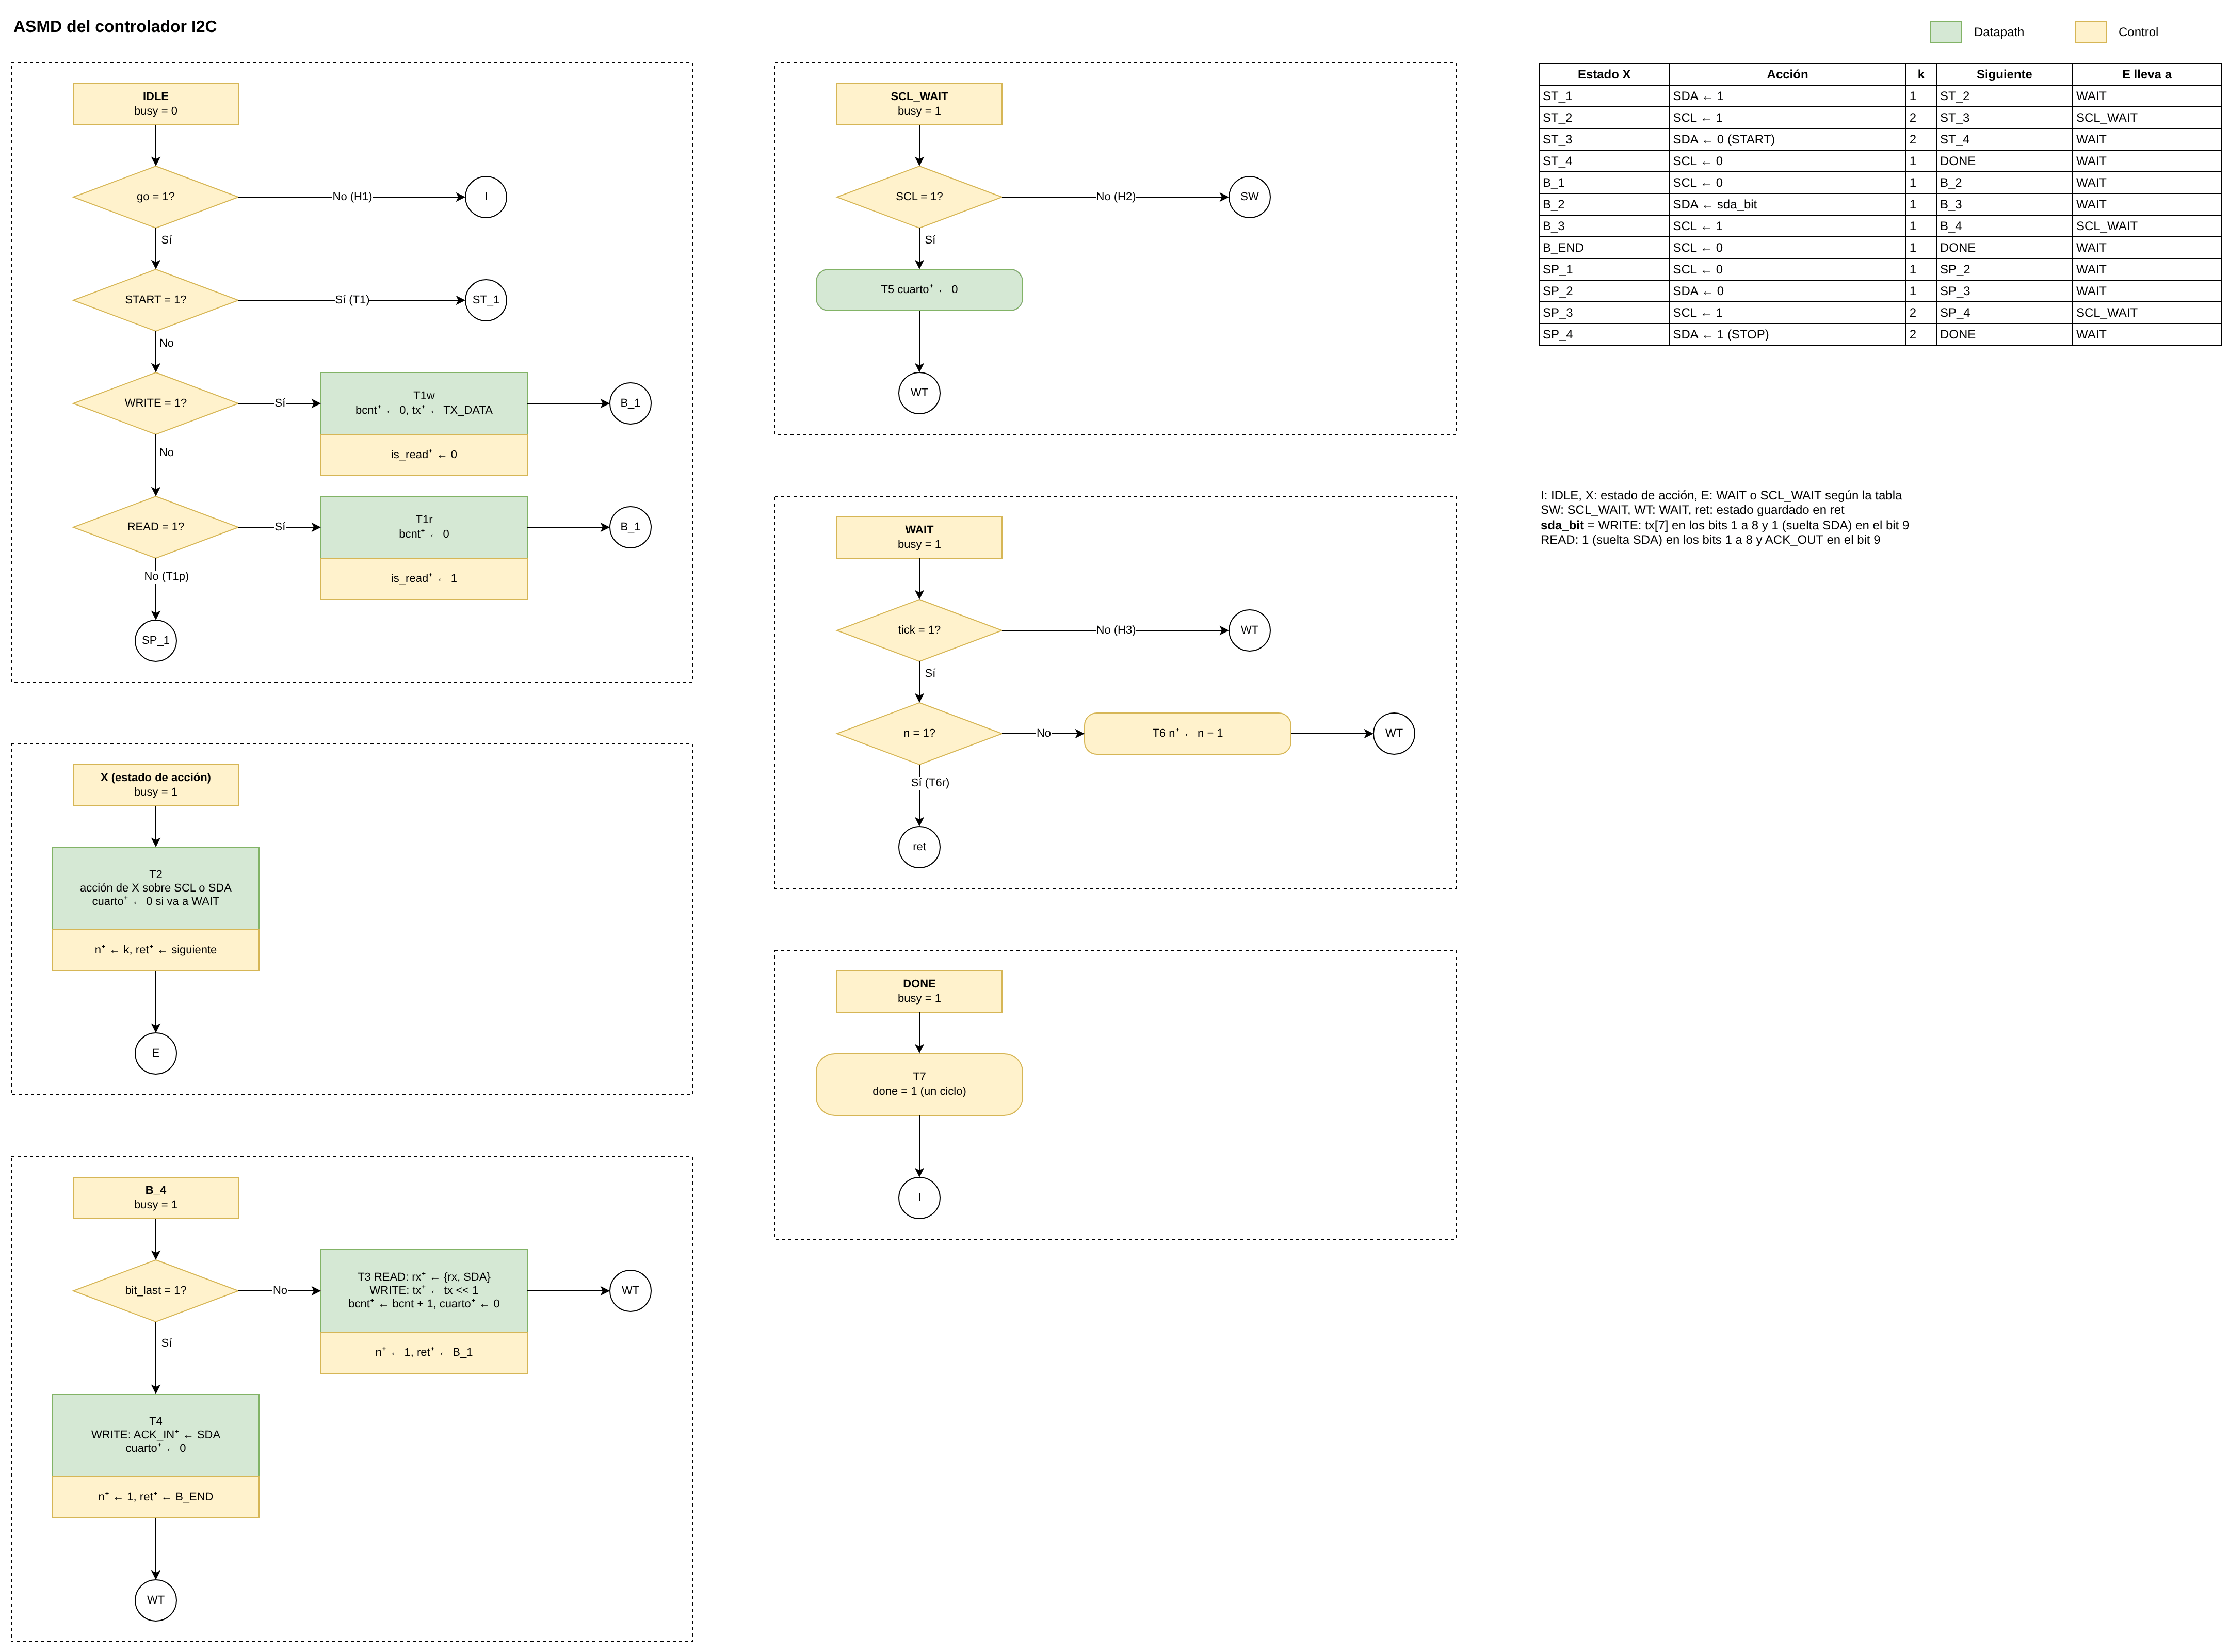 ASMD del controlador I2C
Datapath
Control
IDLE
busy = 0
go = 1?
No (H1)
I
Sí
START = 1?
Sí (T1)
ST_1
No
WRITE = 1?
Sí
T1w
bcnt⁺ ← 0, tx⁺ ← TX_DATA
is_read⁺ ← 0
B_1
No
READ = 1?
Sí
T1r
bcnt⁺ ← 0
is_read⁺ ← 1
B_1
No (T1p)
SP_1
X (estado de acción)
busy = 1
T2
acción de X sobre SCL o SDA
cuarto⁺ ← 0 si va a WAIT
n⁺ ← k, ret⁺ ← siguiente
E
B_4
busy = 1
bit_last = 1?
No
T3 READ: rx⁺ ← {rx, SDA}
WRITE: tx⁺ ← tx << 1
bcnt⁺ ← bcnt + 1, cuarto⁺ ← 0
n⁺ ← 1, ret⁺ ← B_1
WT
Sí
T4
WRITE: ACK_IN⁺ ← SDA
cuarto⁺ ← 0
n⁺ ← 1, ret⁺ ← B_END
WT
SCL_WAIT
busy = 1
SCL = 1?
No (H2)
SW
Sí
T5 cuarto⁺ ← 0
WT
WAIT
busy = 1
tick = 1?
No (H3)
WT
Sí
n = 1?
No
T6 n⁺ ← n − 1
WT
Sí (T6r)
ret
DONE
busy = 1
T7
done = 1 (un ciclo)
I
Estado X Acción k Siguiente E lleva a
ST_1 SDA ← 1 1 ST_2 WAIT
ST_2 SCL ← 1 2 ST_3 SCL_WAIT
ST_3 SDA ← 0 (START) 2 ST_4 WAIT
ST_4 SCL ← 0 1 DONE WAIT
B_1 SCL ← 0 1 B_2 WAIT
B_2 SDA ← sda_bit 1 B_3 WAIT
B_3 SCL ← 1 1 B_4 SCL_WAIT
B_END SCL ← 0 1 DONE WAIT
SP_1 SCL ← 0 1 SP_2 WAIT
SP_2 SDA ← 0 1 SP_3 WAIT
SP_3 SCL ← 1 2 SP_4 SCL_WAIT
SP_4 SDA ← 1 (STOP) 2 DONE WAIT
I: IDLE, X: estado de acción, E: WAIT o SCL_WAIT según la tabla
SW: SCL_WAIT, WT: WAIT, ret: estado guardado en ret
sda_bit = WRITE: tx[7] en los bits 1 a 8 y 1 (suelta SDA) en el bit 9
READ: 1 (suelta SDA) en los bits 1 a 8 y ACK_OUT en el bit 9